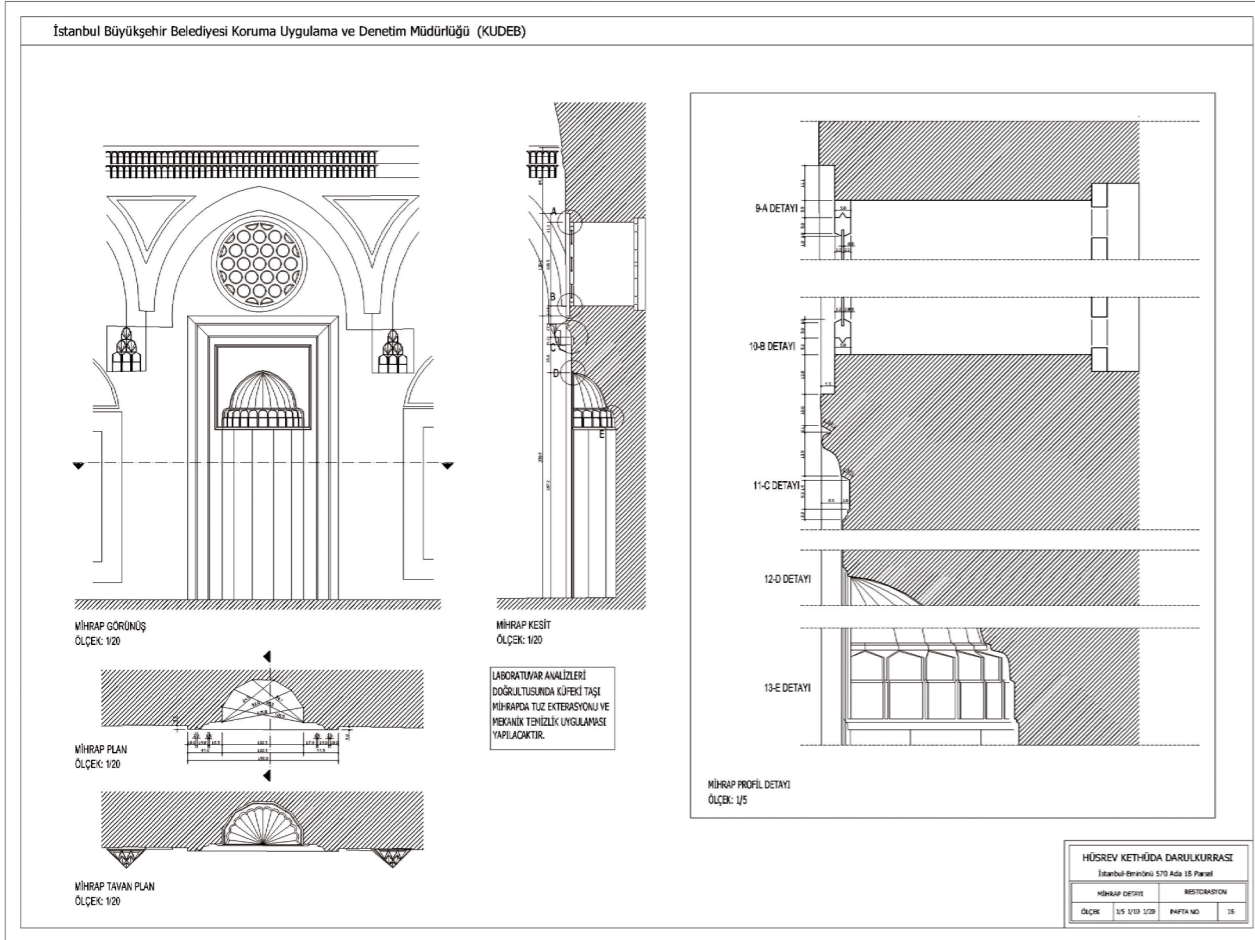 İstanbul Büyükşehir Belediyesi Koruma Uygulama ve Denetim Müdürlüğü (KUDEB)
A
B
C
D
E
MİHRAP GÖRÜNÜŞ
ÖLÇEK: 1/20
MİHRAP KESİT
ÖLÇEK: 1/20
LABORATUVAR ANALİZLERİ
DOĞRULTUSUNDA KÜFEKİ TAŞI
MİHRAPDA TUZ EKTERASYONU VE
MEKANİK TEMİZLİK UYGULAMASI
YAPILACAKTIR.
MİHRAP PLAN
ÖLÇEK: 1/20
MİHRAP TAVAN PLAN
ÖLÇEK: 1/20
9-A DETAYI
10-B DETAYI
11-C DETAYI
12-D DETAYI
13-E DETAYI
MİHRAP PROFİL DETAYI
ÖLÇEK: 1/5
HÜSREV KETHÜDA DARULKURRASI
İstanbul-Eminönü 570 Ada 18 Parsel
MİHRAP DETAYI RESTORASYON
ÖLÇEK 1/5 1/10 1/20 PAFTA NO 16